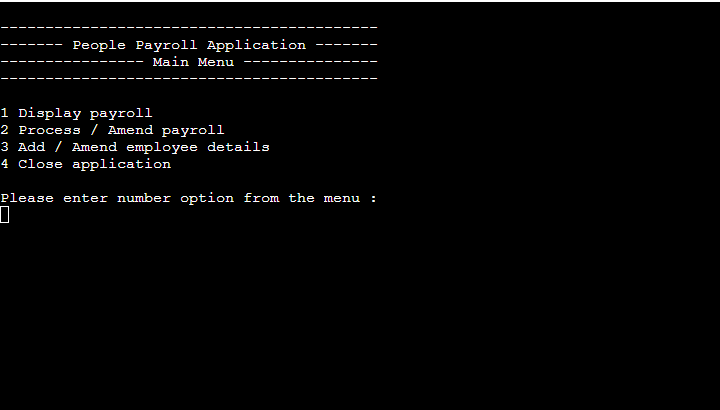 ------------------------------------------
------- People Payroll Application -------
---------------- Main Menu ---------------
------------------------------------------
1 Display payroll
2 Process / Amend payroll
3 Add / Amend employee details
4 Close application
Please enter number option from the menu :